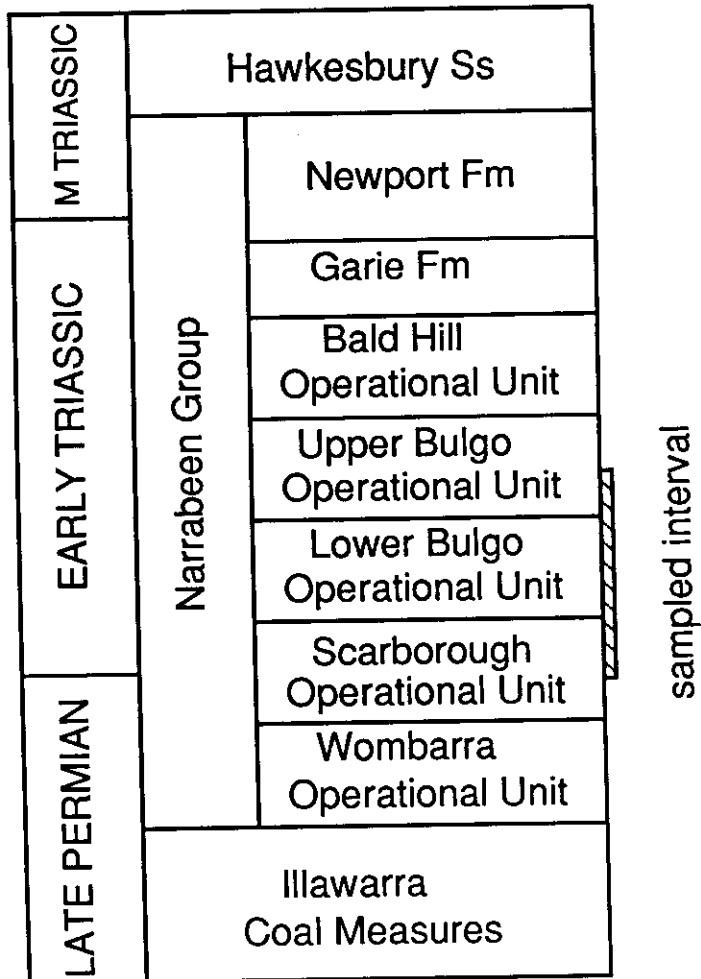 M TRIASSIC
EARLY TRIASSIC
LATE PERMIAN
Hawkesbury Ss
Narrabeen Group
Newport Fm
Garie Fm
Bald Hill
Operational Unit
Upper Bulgo
Operational Unit
Lower Bulgo
Operational Unit
Scarborough
Operational Unit
Wombarra
Operational Unit
Illawarra
Coal Measures
sampled interval